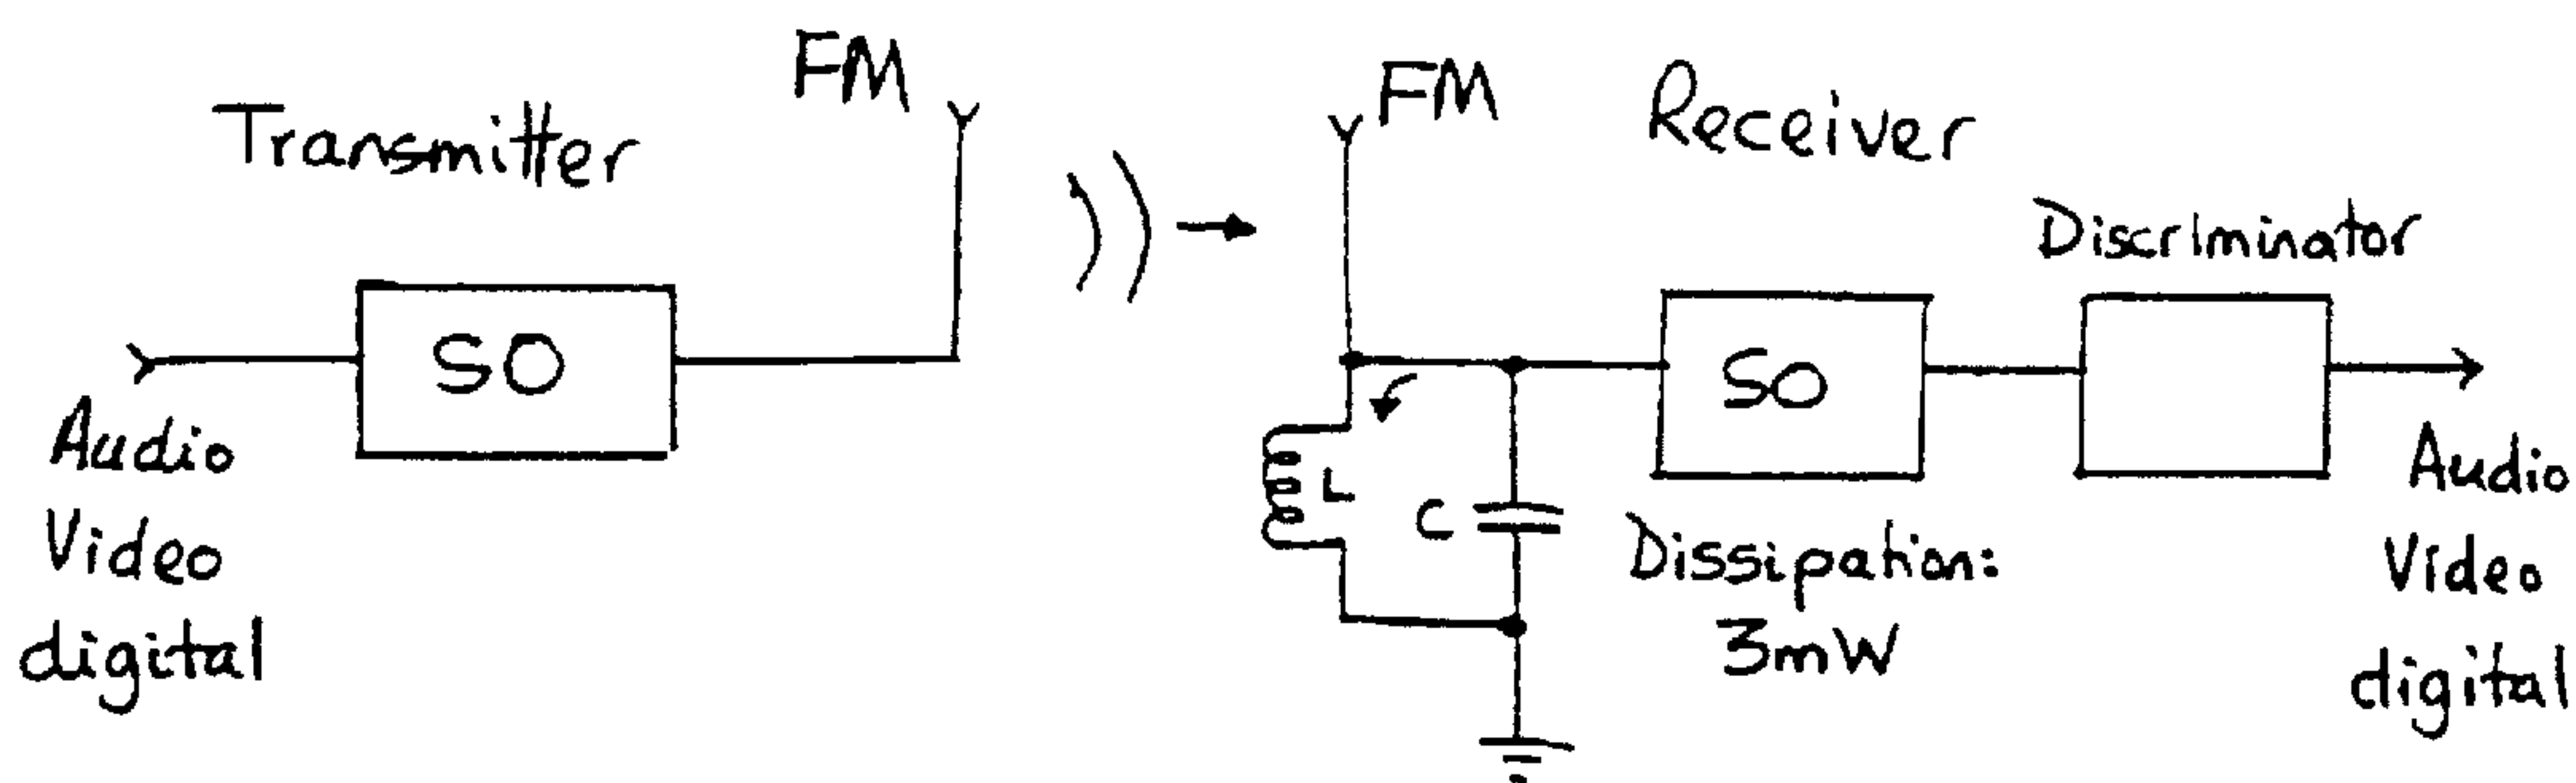 Transmitter
FM
SO
Audio
Video
digital
FM
Receiver
Discriminator
L
C
SO
Dissipation:
3mW
Audio
Video
digital